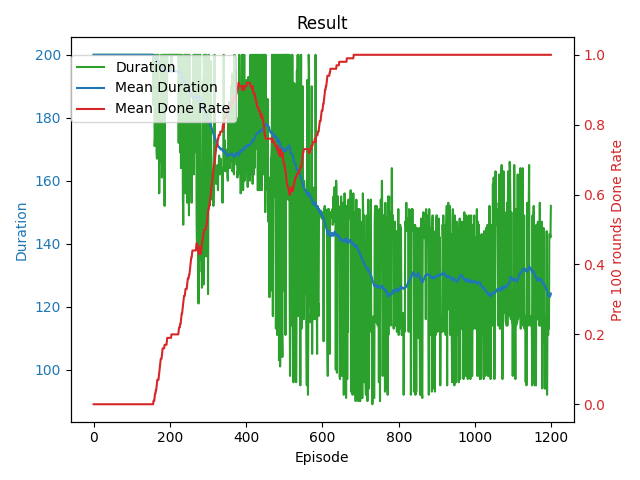 Result
Duration
Mean Duration
Mean Done Rate
200
180
160
140
120
100
Duration
1.0
0.8
0.6
0.4
0.2
0.0
Pre 100 rounds Done Rate
0
200
400
600
800
1000
1200
Episode